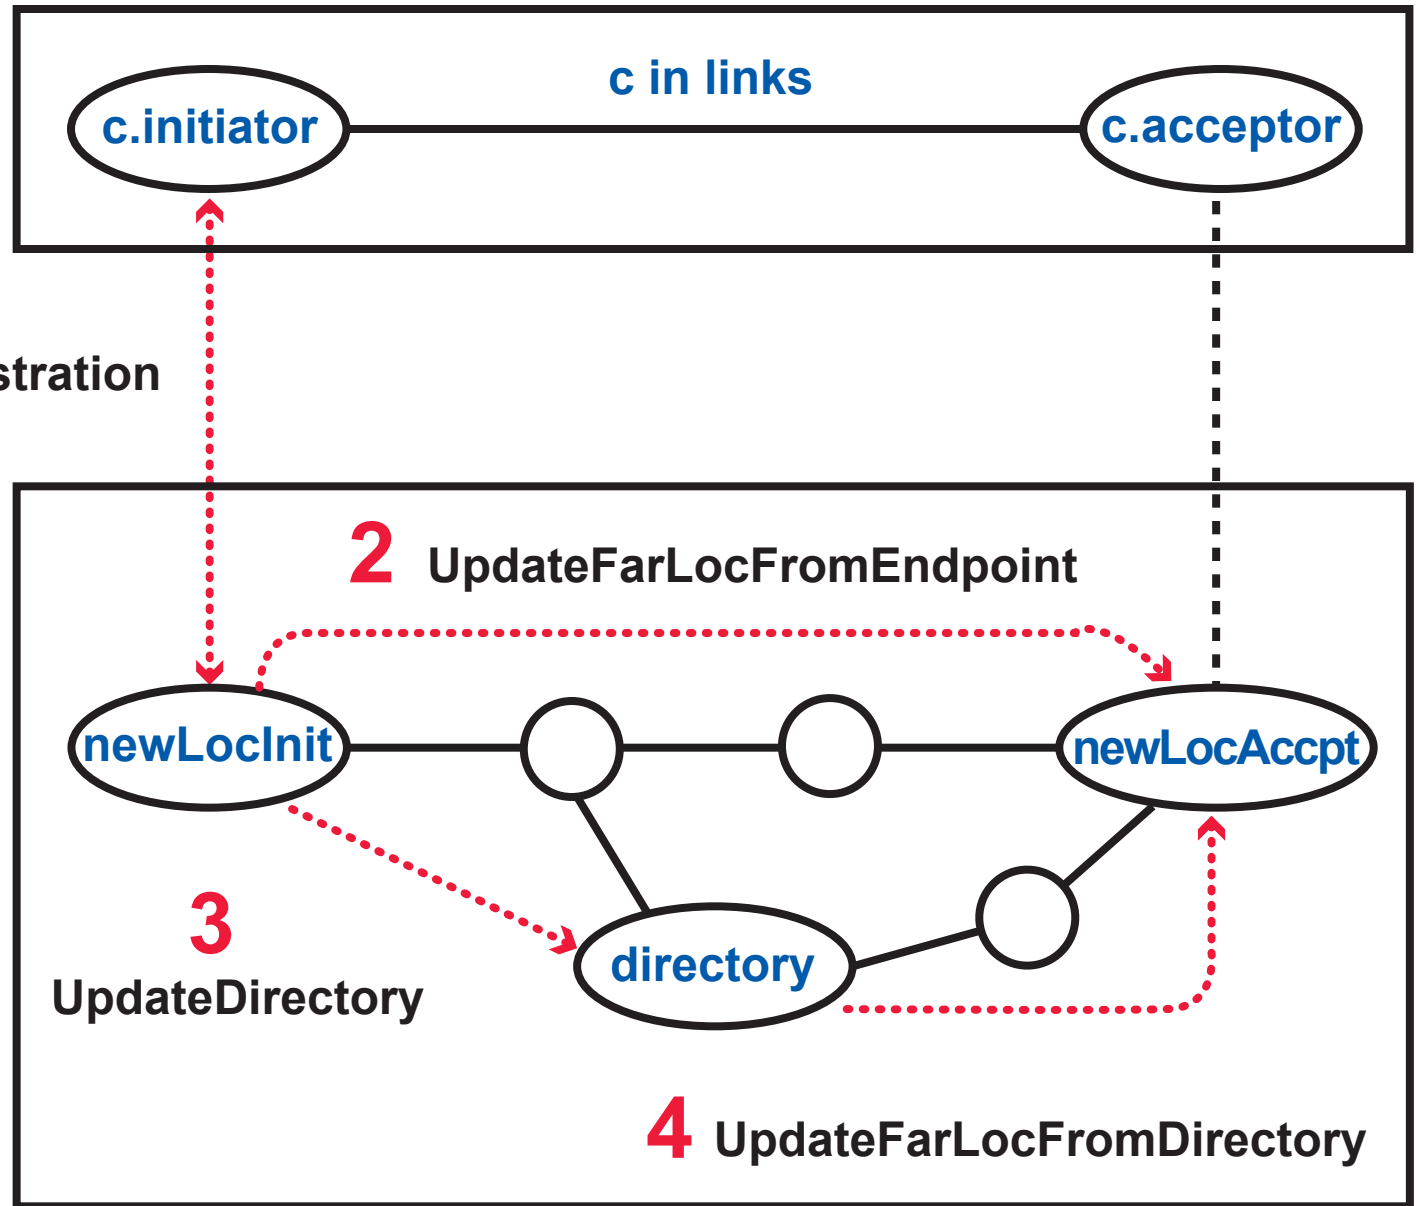 c in links
c.initiator
c.acceptor
stration
2 UpdateFarLocFromEndpoint
newLocInit
newLocAccpt
3
UpdateDirectory
directory
4 UpdateFarLocFromDirectory